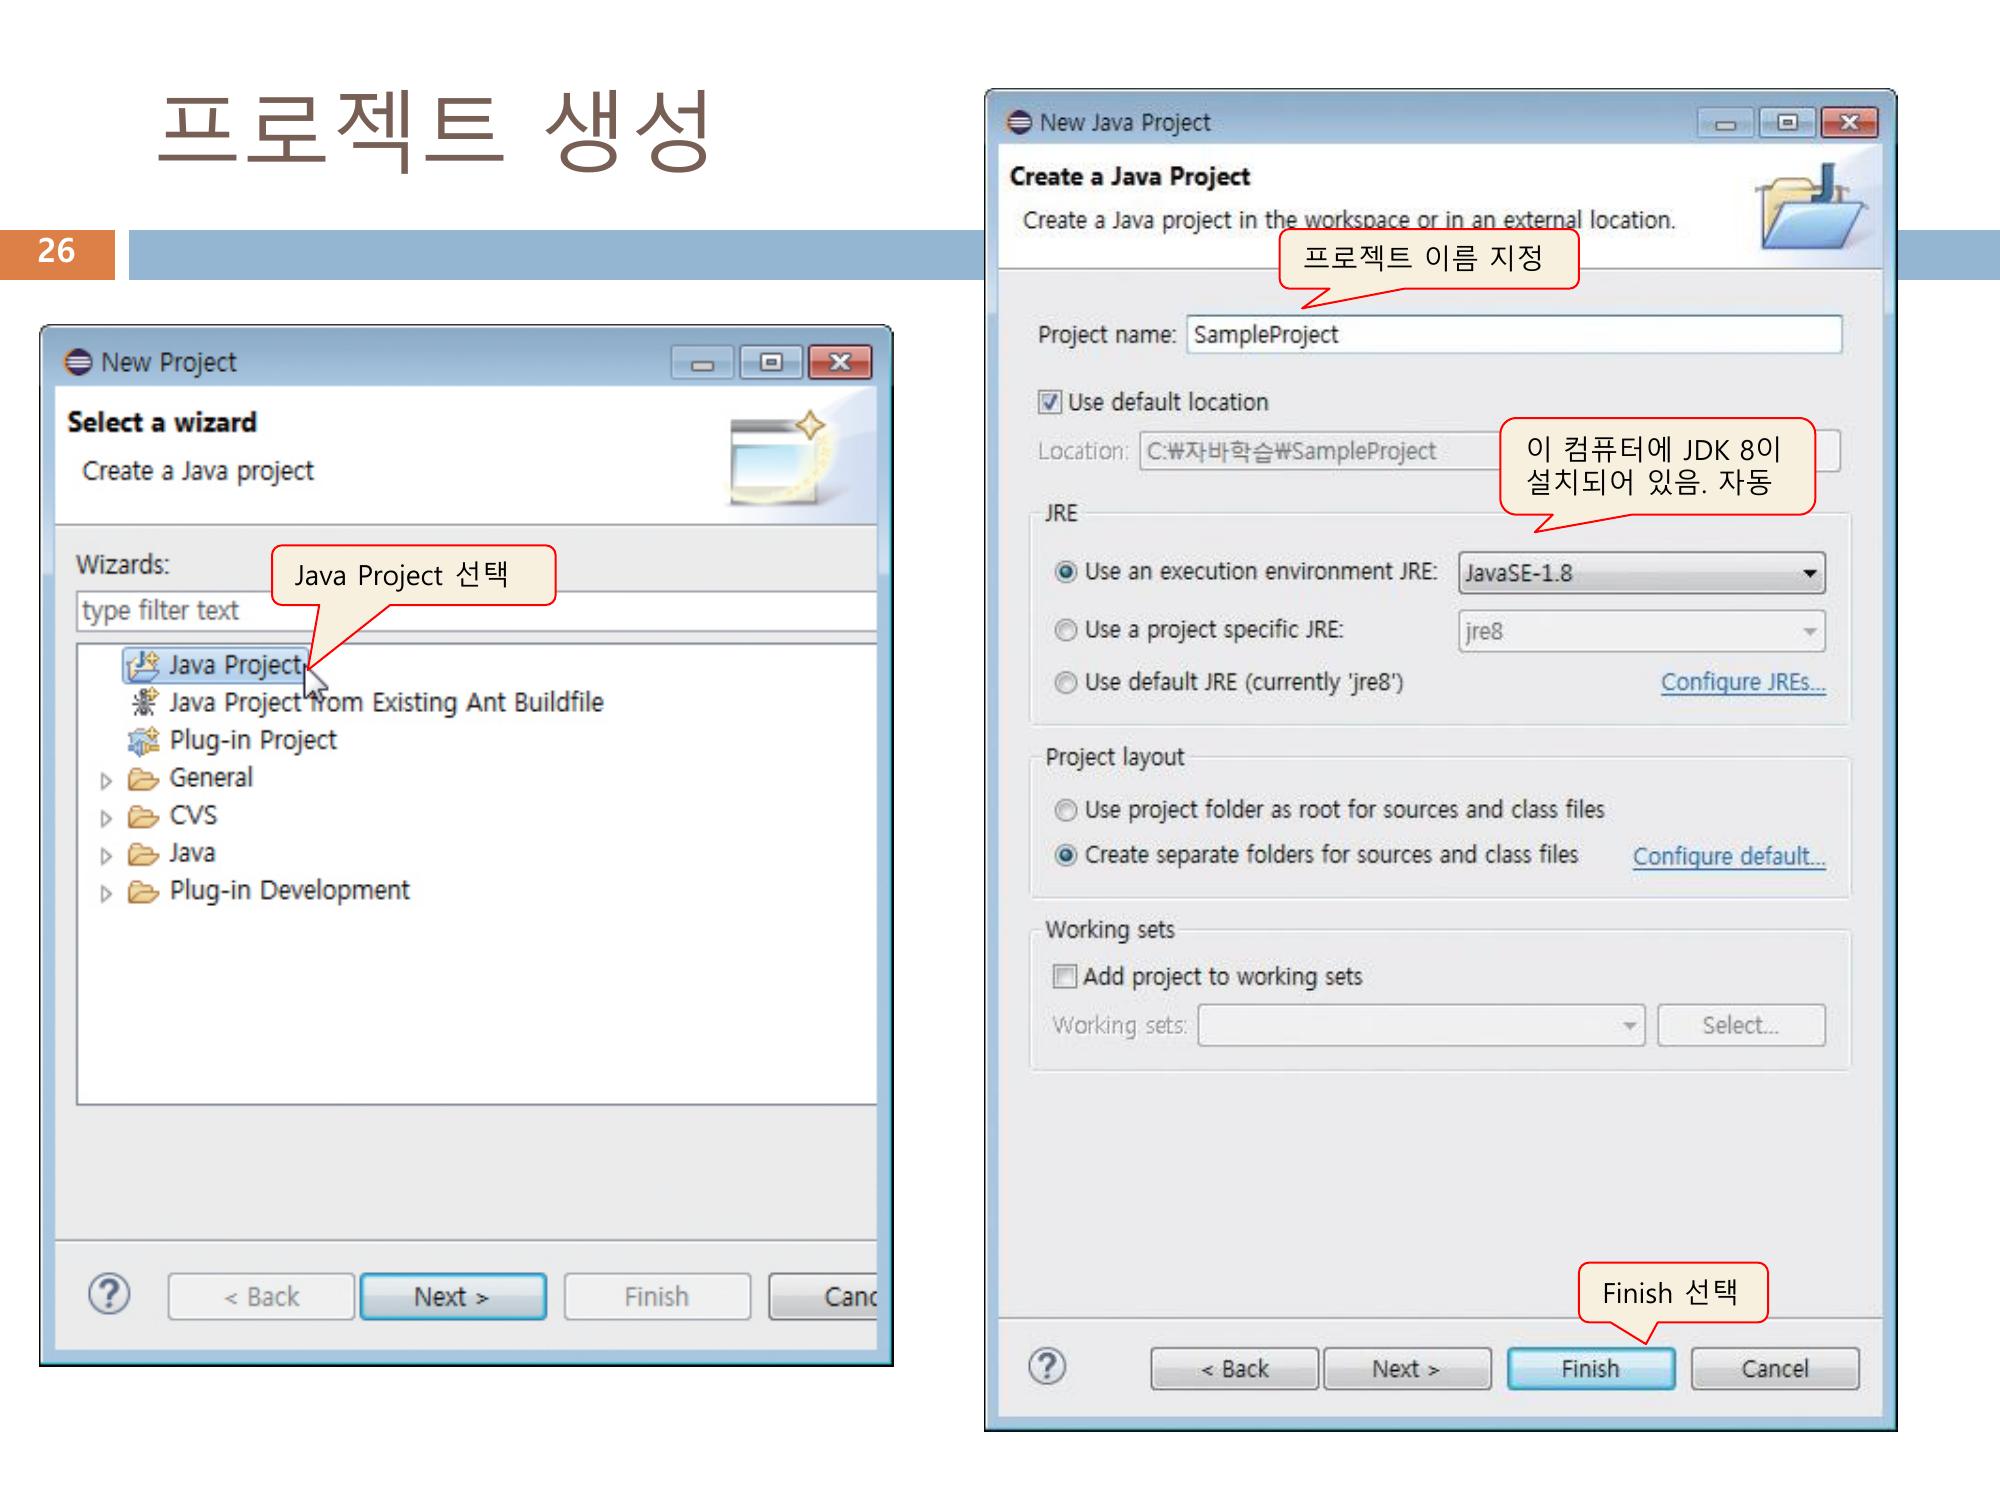 프로젝트 생성
26
New Project
Select a wizard
Create a Java project
Wizards:
Java Project 선택
type filter text
Java Project
Java Project from Existing Ant Buildfile
Plug-in Project
General
CVS
Java
Plug-in Development
?
< Back
Next >
Finish
Canc
New Java Project
Create a Java Project
Create a Java project in the workspace or in an external location.
프로젝트 이름 지정
Project name:
SampleProject
Use default location
Location:
C:₩자바학습₩SampleProject
이 컴퓨터에 JDK 8이
설치되어 있음. 자동
JRE
Use an execution environment JRE:
JavaSE-1.8
Use a project specific JRE:
jre8
Use default JRE (currently 'jre8')
Configure JREs...
Project layout
Use project folder as root for sources and class files
Create separate folders for sources and class files
Configure default...
Working sets
Add project to working sets
Working sets:
Select...
Finish 선택
?
< Back
Next >
Finish
Cancel